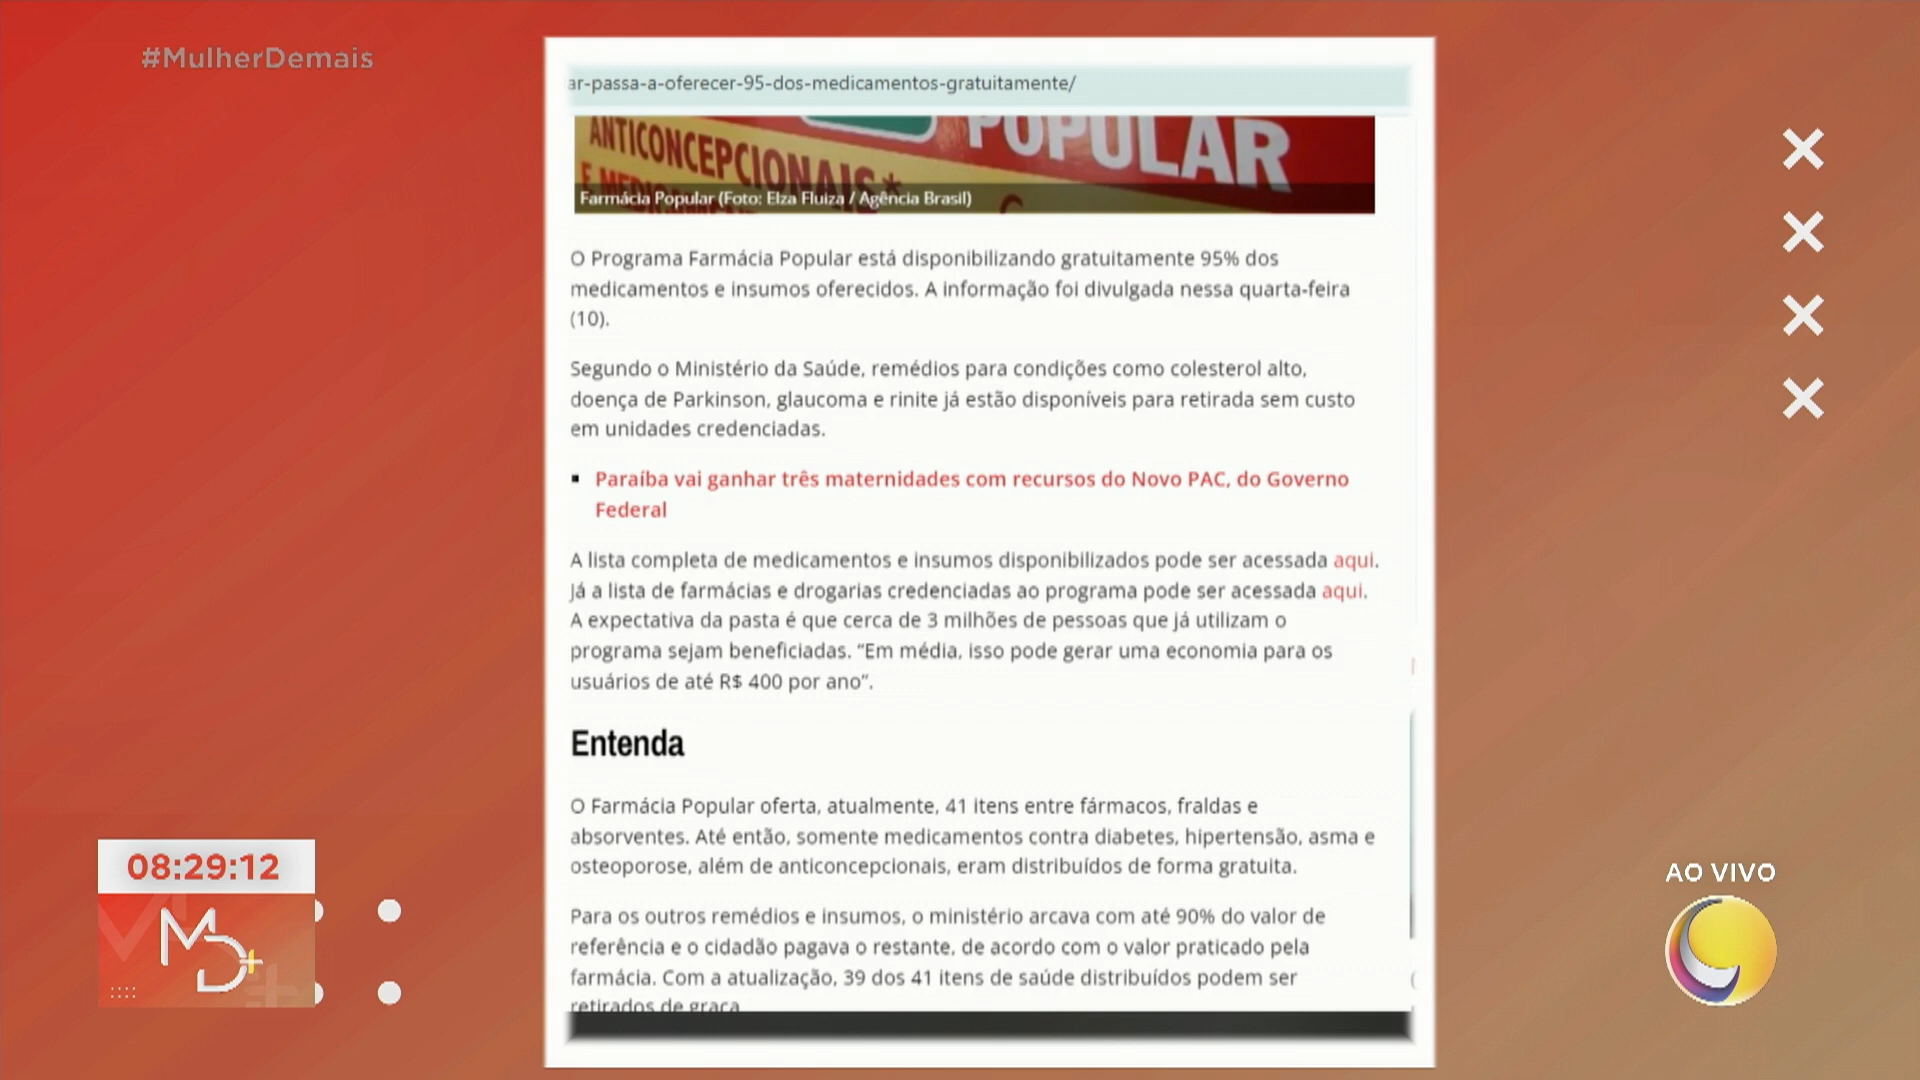 #MulherDemais
ar-passa-a-oferecer-95-dos-medicamentos-gratuitamente/
POPULAR
ANTICONCEPCIONAIS*
Farmácia Popular (Foto: Elza Fluiza / Agência Brasil)
O Programa Farmácia Popular está disponibilizando gratuitamente 95% dos
medicamentos e insumos oferecidos. A informação foi divulgada nessa quarta-feira
(10).
Segundo o Ministério da Saúde, remédios para condições como colesterol alto,
doença de Parkinson, glaucoma e rinite já estão disponíveis para retirada sem custo
em unidades credenciadas.
Paraíba vai ganhar três maternidades com recursos do Novo PAC, do Governo
Federal
A lista completa de medicamentos e insumos disponibilizados pode ser acessada aqui.
Já a lista de farmácias e drogarias credenciadas ao programa pode ser acessada aqui.
A expectativa da pasta é que cerca de 3 milhões de pessoas que já utilizam o
programa sejam beneficiadas. “Em média, isso pode gerar uma economia para os
usuários de até R$ 400 por ano”.
Entenda
O Farmácia Popular oferta, atualmente, 41 itens entre fármacos, fraldas e
absorventes. Até então, somente medicamentos contra diabetes, hipertensão, asma e
osteoporose, além de anticoncepcionais, eram distribuídos de forma gratuita.
Para os outros remédios e insumos, o ministério arcava com até 90% do valor de
referência e o cidadão pagava o restante, de acordo com o valor praticado pela
farmácia. Com a atualização, 39 dos 41 itens de saúde distribuídos podem ser
retirados de graça
08:29:12
MD+
AO VIVO